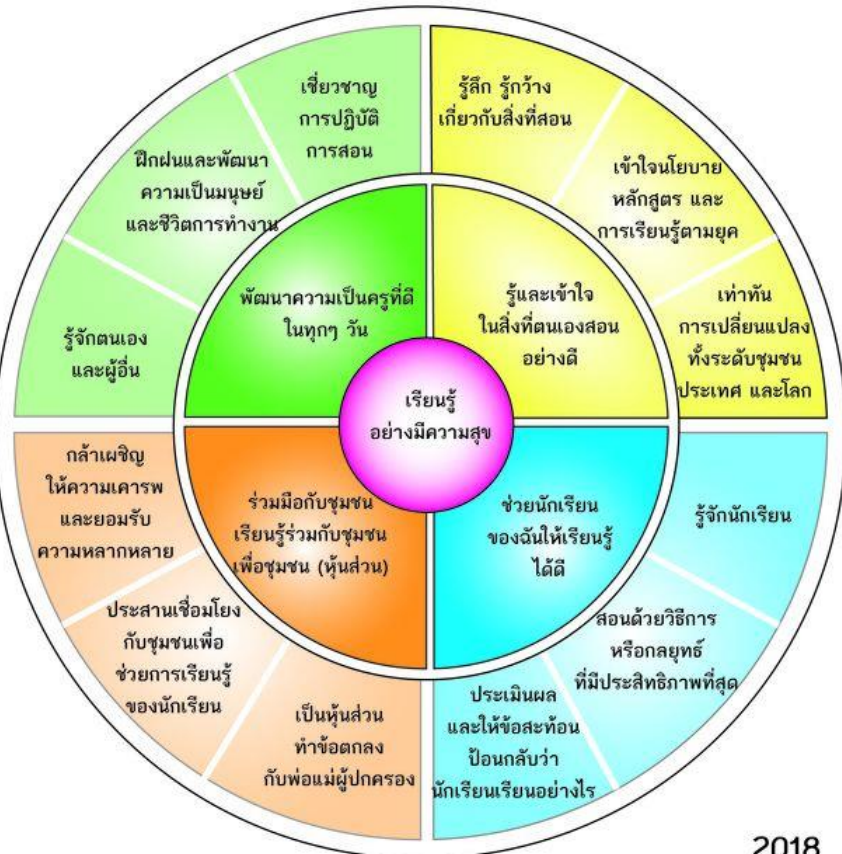 เชี่ยวชาญ
การปฏิบัติ
การสอน
รู้ลึก รู้กว้าง
เกี่ยวกับสิ่งที่สอน
ฝึกฝนและพัฒนา
ความเป็นมนุษย์
และชีวิตการทำงาน
เข้าใจนโยบาย
หลักสูตร และ
การเรียนรู้ตามยุค
รู้จักตนเอง
และผู้อื่น
พัฒนาความเป็นครูที่ดี
ในทุกๆ วัน
รู้และเข้าใจ
ในสิ่งที่ตนเองสอน
อย่างดี
เท่าทัน
การเปลี่ยนแปลง
ทั้งระดับชุมชน
ประเทศ และโลก
เรียนรู้
อย่างมีความสุข
กล้าเผชิญ
ให้ความเคารพ
และยอมรับ
ความหลากหลาย
ร่วมมือกับชุมชน
เรียนรู้ร่วมกับชุมชน
เพื่อชุมชน (หุ้นส่วน)
ช่วยนักเรียน
ของฉันให้เรียนรู้
ได้ดี
รู้จักนักเรียน
ประสานเชื่อมโยง
กับชุมชนเพื่อ
ช่วยการเรียนรู้
ของนักเรียน
สอนด้วยวิธีการ
หรือกลยุทธ์
ที่มีประสิทธิภาพที่สุด
เป็นหุ้นส่วน
ทำข้อตกลง
กับพ่อแม่ผู้ปกครอง
ประเมินผล
และให้ข้อสะท้อน
ป้อนกลับว่า
นักเรียนเรียนอย่างไร
2018